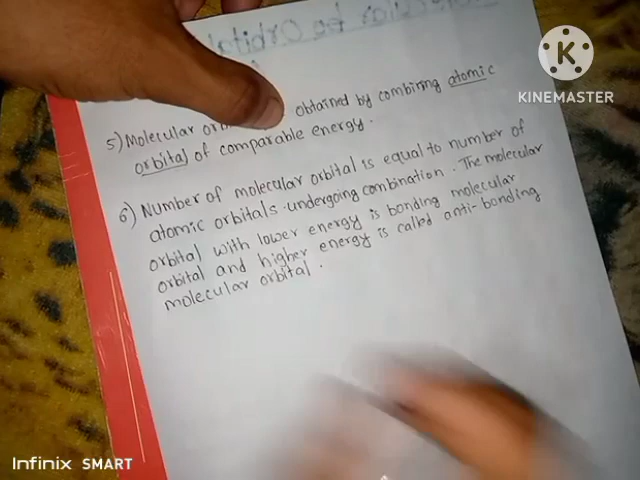 5) Molecular obtained by combining atomic
orbital of comparable energy.
6) Number of molecular orbital is equal to number of
atomic orbitals undergoing combination. The molecular
orbital with lower energy is bonding molecular
orbital and higher energy is called anti-bonding
molecular orbital.
KINEMASTER
Infinix SMART